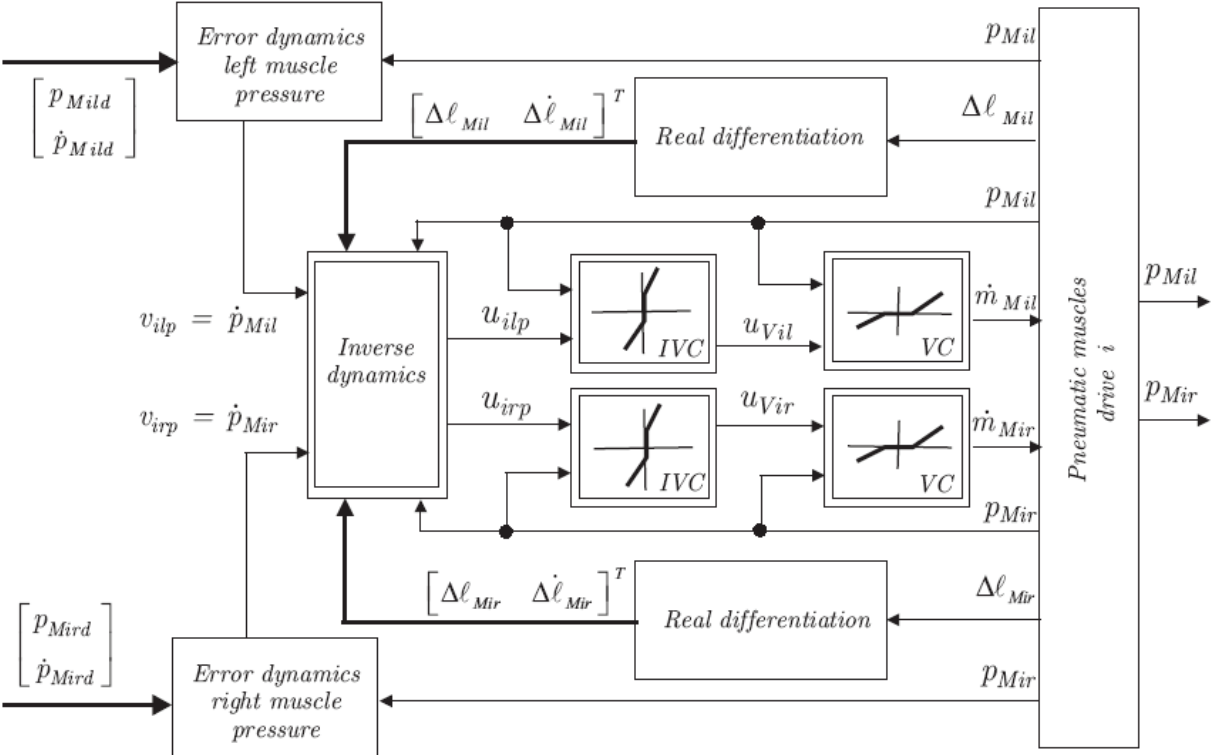 Error dynamics
left muscle
pressure
p_Mil
[p_Mild
ṗ_Mild]
[Δℓ_Mil Δℓ̇_Mil]^T
Real differentiation
Δℓ_Mil
p_Mil
v_ilp = ṗ_Mil
Inverse
dynamics
u_ilp
IVC
u_Vil
VC
ṁ_Mil
Pneumatic muscles
drive i
p_Mil
v_irp = ṗ_Mir
u_irp
IVC
u_Vir
VC
ṁ_Mir
p_Mir
p_Mir
[Δℓ_Mir Δℓ̇_Mir]^T
Real differentiation
Δℓ_Mir
[p_Mird
ṗ_Mird]
Error dynamics
right muscle
pressure
p_Mir